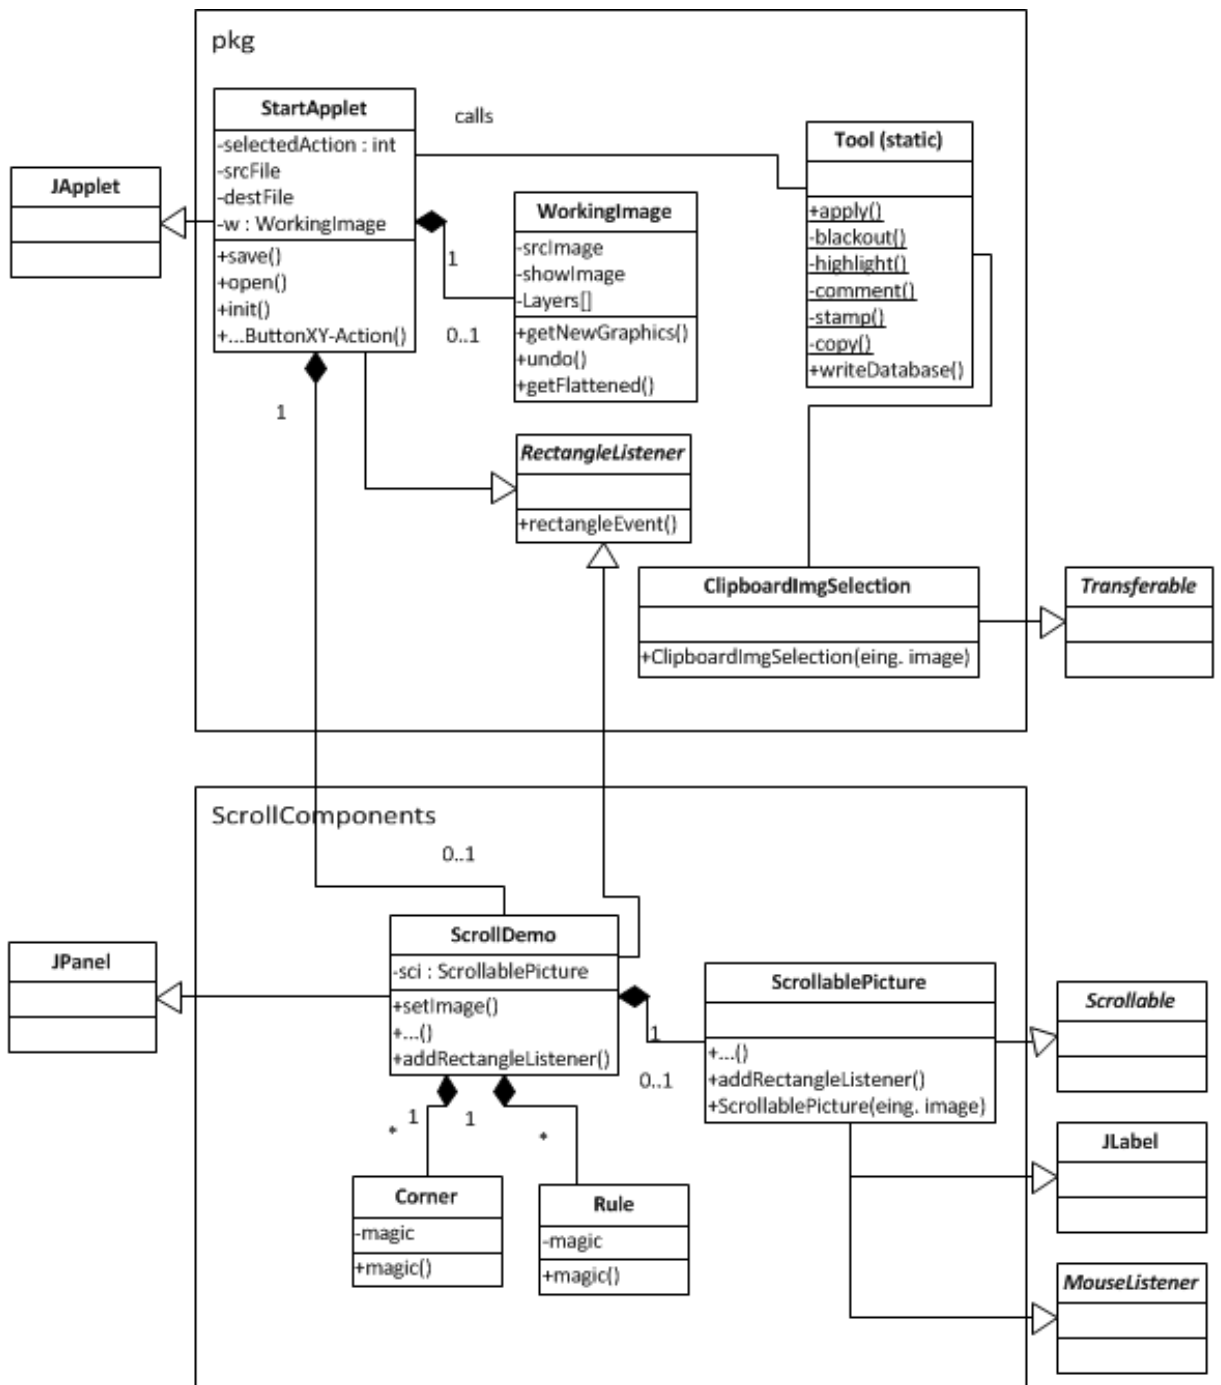 pkg
StartApplet
-selectedAction : int
-srcFile
-destFile
-w : WorkingImage
+save()
+open()
+init()
+...ButtonXY-Action()
calls
Tool (static)
+apply()
-blackout()
-highlight()
-comment()
-stamp()
-copy()
+writeDatabase()
JApplet
WorkingImage
-srcImage
-showImage
-Layers[]
+getNewGraphics()
+undo()
+getFlattened()
1
0..1
1
RectangleListener
+rectangleEvent()
ClipboardImgSelection
+ClipboardImgSelection(eing. image)
Transferable
ScrollComponents
0..1
ScrollDemo
-sci : ScrollablePicture
+setImage()
+...()
+addRectangleListener()
JPanel
ScrollablePicture
+...()
+addRectangleListener()
+ScrollablePicture(eing. image)
1
0..1
Scrollable
JLabel
MouseListener
1
*
1
*
Corner
-magic
+magic()
Rule
-magic
+magic()